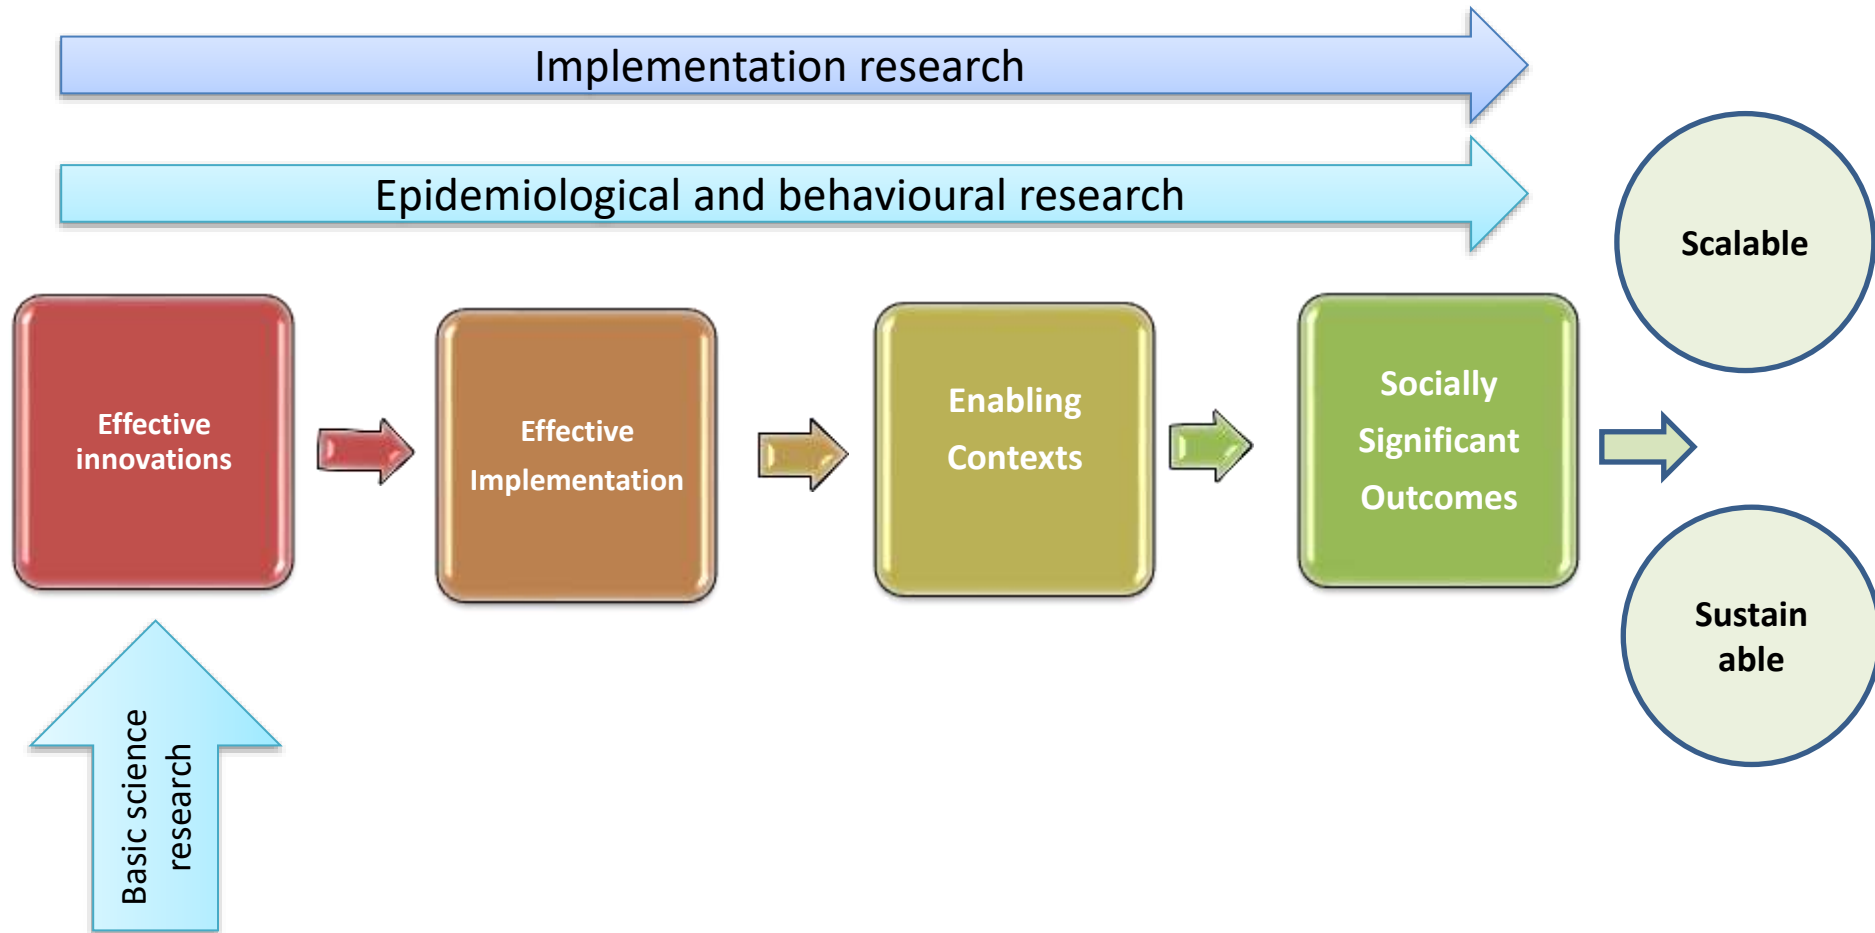 Implementation research
Epidemiological and behavioural research
Scalable
Effective
innovations
Effective
Implementation
Enabling
Contexts
Socially
Significant
Outcomes
Sustain
able
Basic science
research